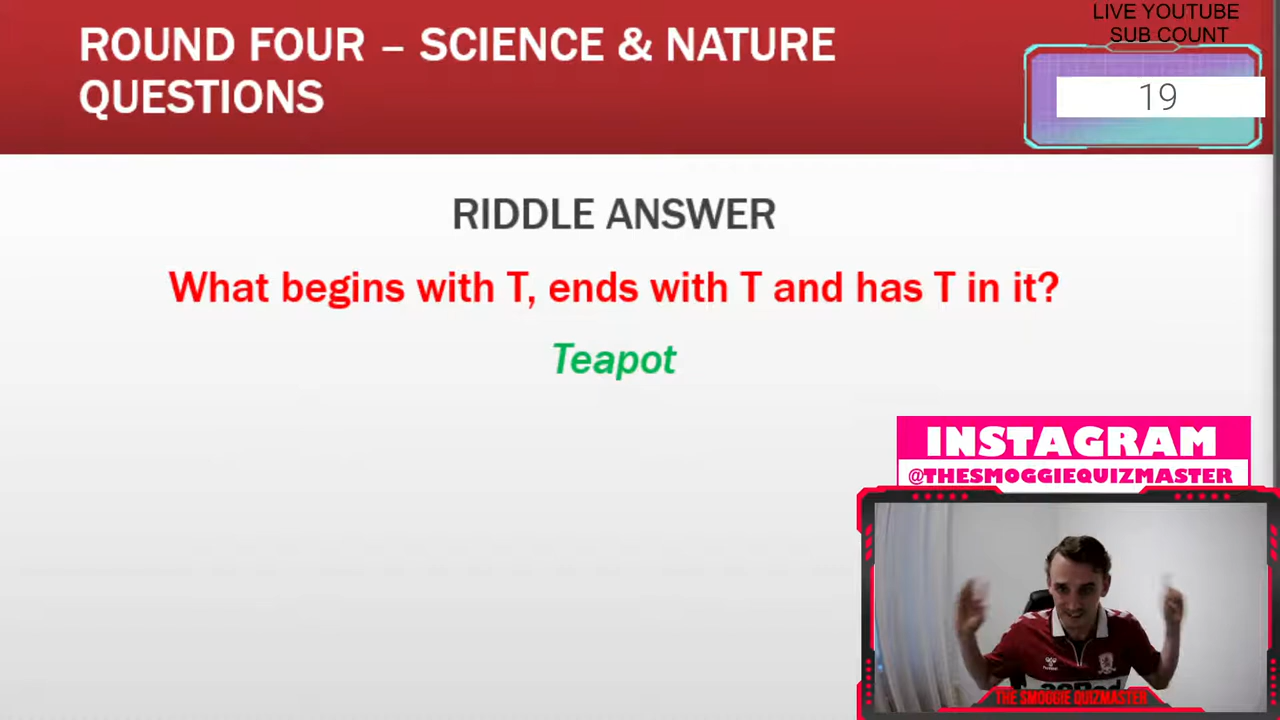 LIVE YOUTUBE
SUB COUNT
ROUND FOUR – SCIENCE & NATURE
QUESTIONS
19
RIDDLE ANSWER
What begins with T, ends with T and has T in it?
Teapot
INSTAGRAM
@THESMOGGIEQUIZMASTER
THE SMOGGIE QUIZMASTER